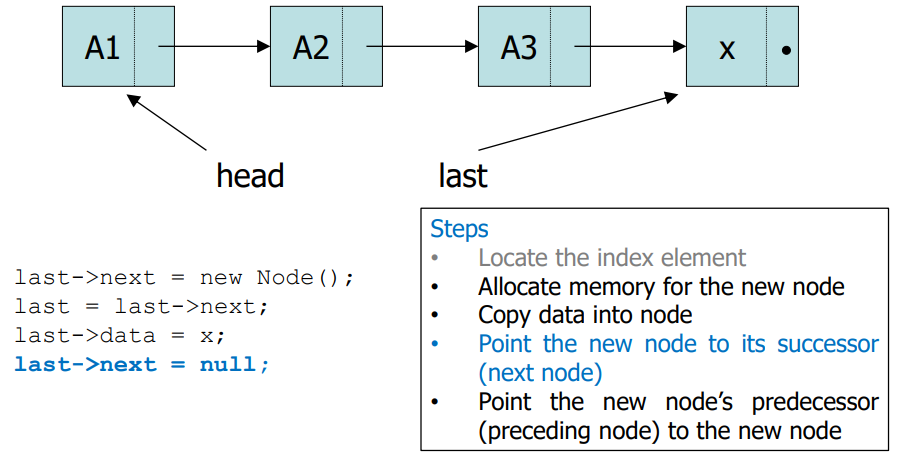 A1 A2 A3 x
head last
last->next = new Node();
last = last->next;
last->data = x;
last->next = null;
Steps
• Locate the index element
• Allocate memory for the new node
• Copy data into node
• Point the new node to its successor
(next node)
• Point the new node’s predecessor
(preceding node) to the new node